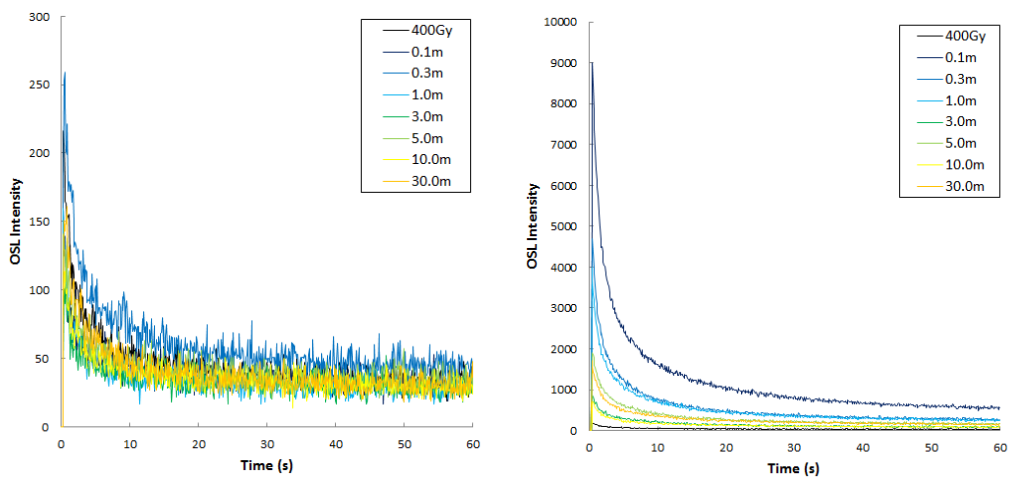 OSL Intensity
300
250
200
150
100
50
0
0 10 20 30 40 50 60
Time (s)
400Gy
0.1m
0.3m
1.0m
3.0m
5.0m
10.0m
30.0m
OSL Intensity
10000
9000
8000
7000
6000
5000
4000
3000
2000
1000
0
0 10 20 30 40 50 60
Time (s)
400Gy
0.1m
0.3m
1.0m
3.0m
5.0m
10.0m
30.0m